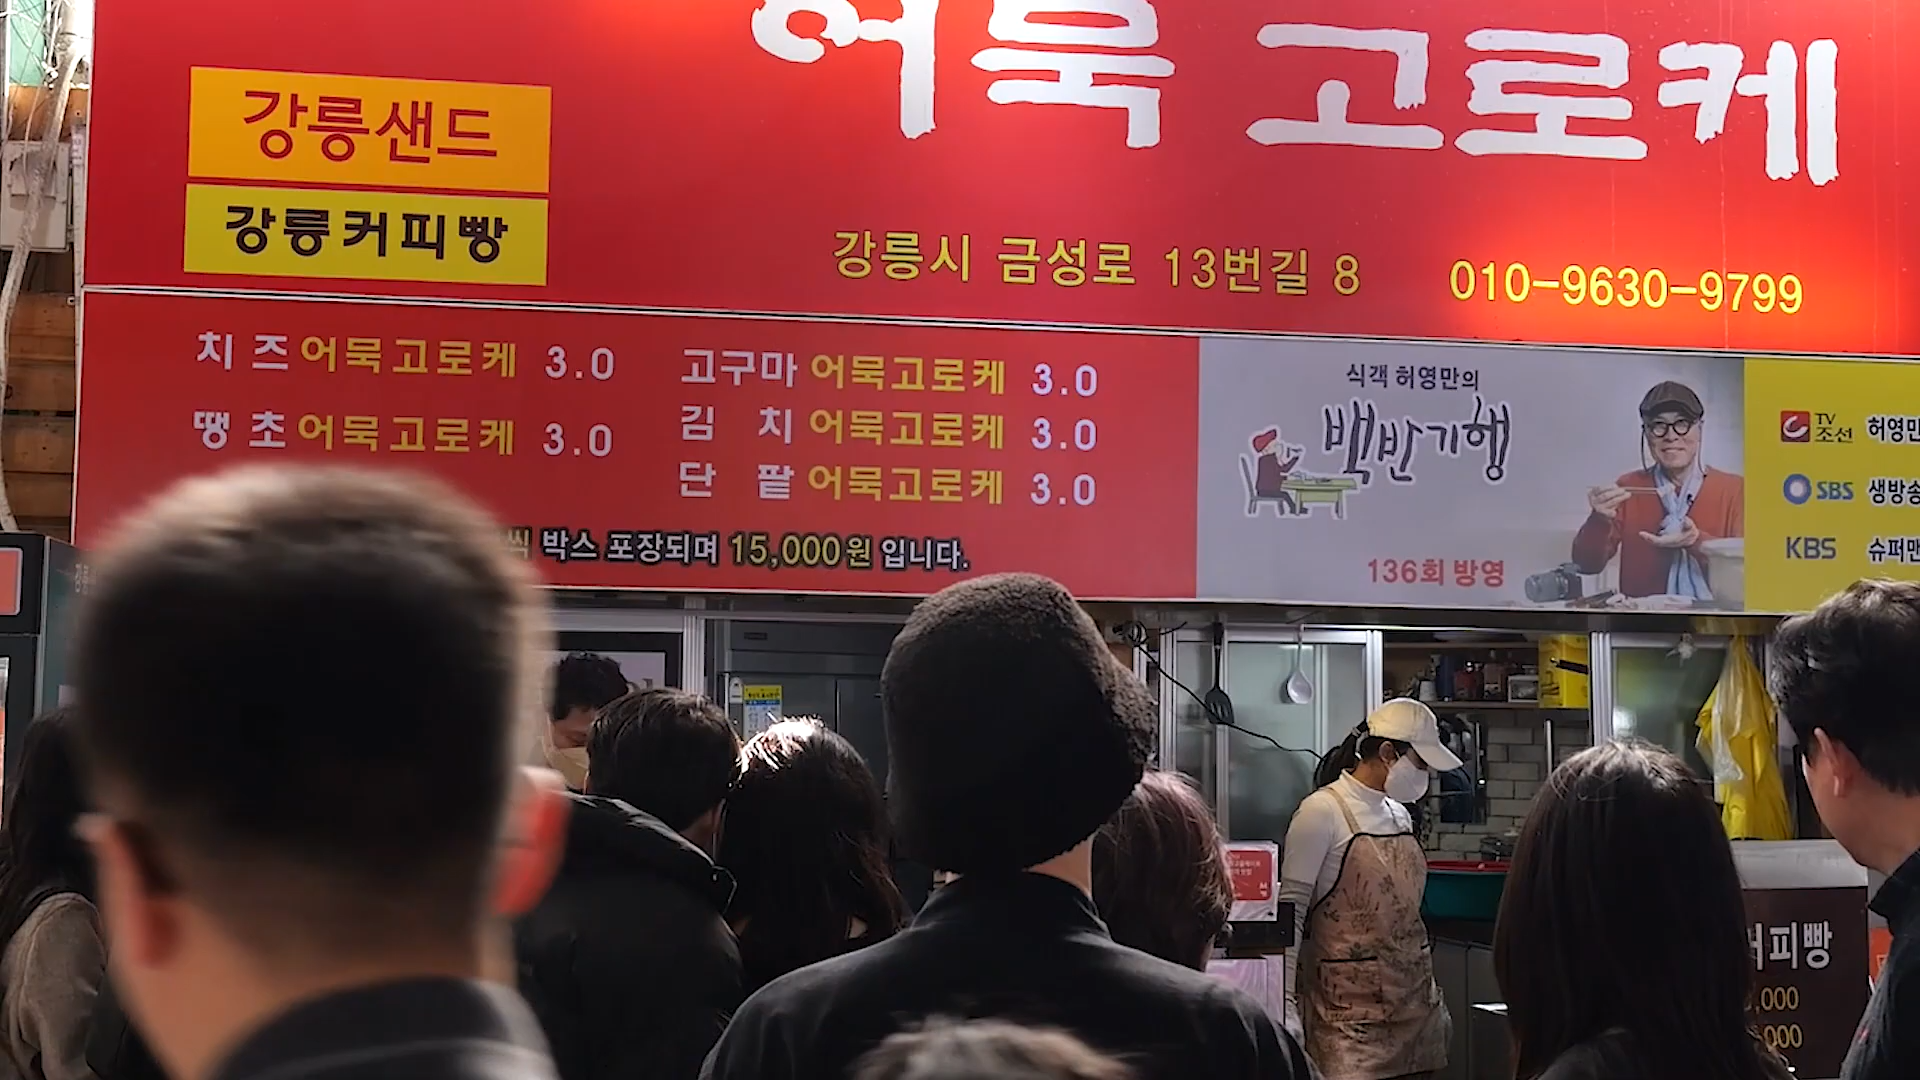 어묵 고로케
강릉샌드
강릉커피빵
강릉시 금성로 13번길 8
010-9630-9799
치 즈 어묵고로케 3.0
땡 초 어묵고로케 3.0
고구마 어묵고로케 3.0
김 치 어묵고로케 3.0
단 팥 어묵고로케 3.0
씩 박스 포장되며 15,000원 입니다.
식객 허영만의
백반기행
136회 방영
TV조선 허영만
SBS 생방송
KBS 슈퍼맨
커피빵
,000
,000